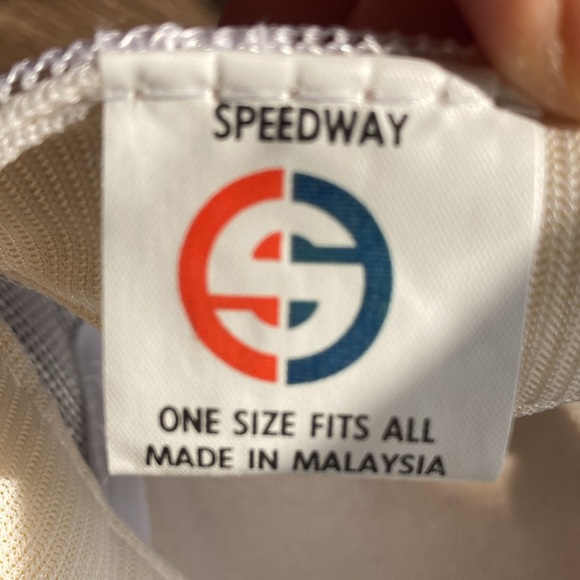 SPEEDWAY
S
ONE SIZE FITS ALL
MADE IN MALAYSIA